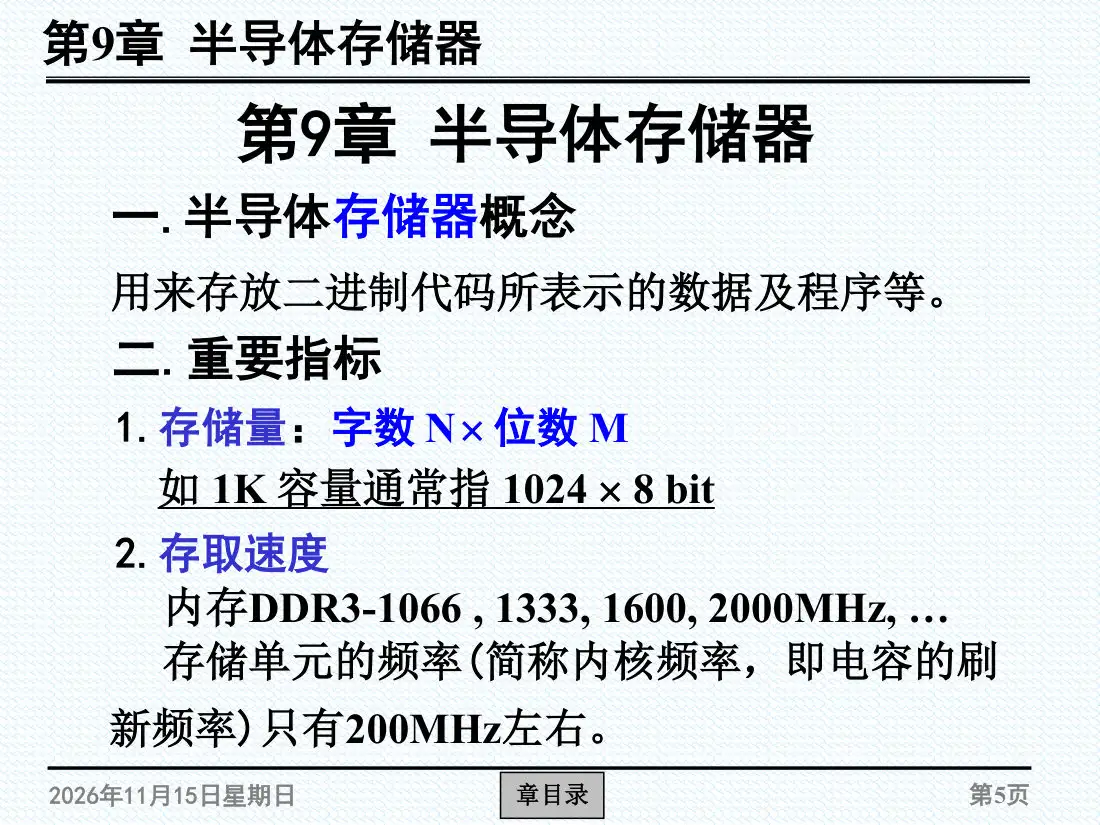 第9章 半导体存储器
第9章 半导体存储器
一.半导体存储器概念
用来存放二进制代码所表示的数据及程序等。
二.重要指标
1.存储量：字数 N× 位数 M
如 1K 容量通常指 1024 × 8 bit
2.存取速度
内存DDR3-1066 , 1333, 1600, 2000MHz, …
存储单元的频率(简称内核频率，即电容的刷
新频率)只有200MHz左右。
2026年11月15日星期日
章目录
第5页